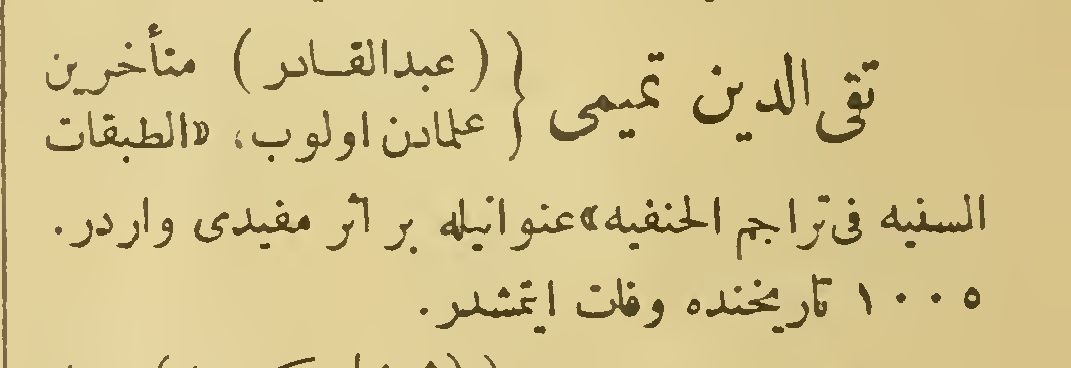 تقی الدین تمیمی { (عبدالقادر) متأخرین
علمادن اولوب، «الطبقات
السنیه فی تراجم الحنفیه» عنوانیله بر اثر مفیدی واردر.
۱۰۰۵ تاریخنده وفات ایتمشدر.